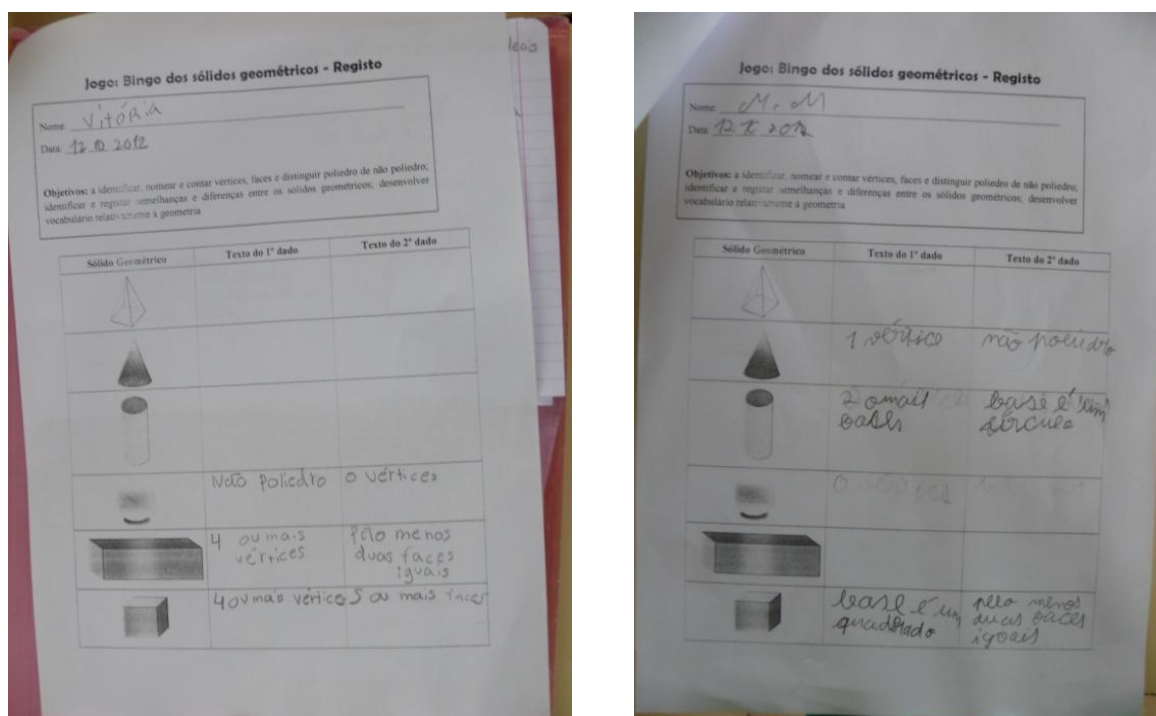 Jogo: Bingo dos sólidos geométricos - Registo
Nome: Vitória
Data: 12 10 2012
Objetivos: a identificar, nomear e contar vértices, faces e distinguir poliedro de não poliedro;
identificar e registar semelhanças e diferenças entre os sólidos geométricos; desenvolver
vocabulário relativamente à geometria
Sólido Geométrico Texto do 1º dado Texto do 2º dado
Não poliedro 0 vértices
4 ou mais
vértices
Pelo menos
duas faces
iguais
4 ou mais vértices 5 ou mais faces
Jogo: Bingo dos sólidos geométricos - Registo
Nome: M. M
Data: 12
Objetivos: a identificar, nomear e contar vértices, faces e distinguir poliedro de não poliedro;
identificar e registar semelhanças e diferenças entre os sólidos geométricos; desenvolver
vocabulário relativamente à geometria
Sólido Geométrico Texto do 1º dado Texto do 2º dado
1 vértice não poliedro
2
base é um
0
base é um
quadrado
pelo menos
duas
igoais